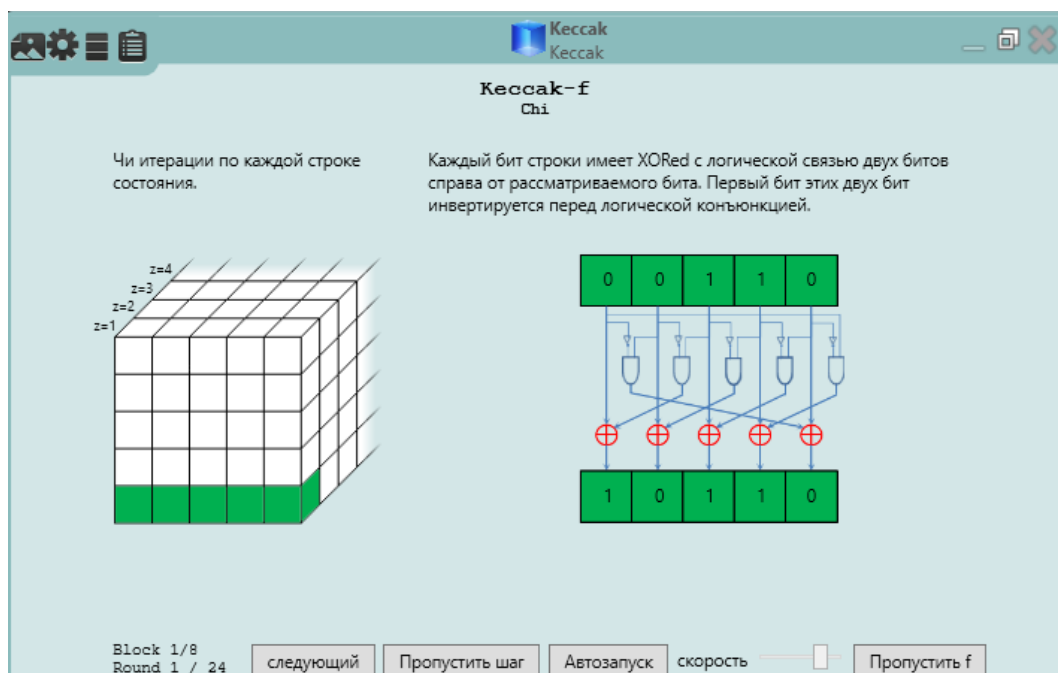 Keccak
Keccak
Keccak-f
Chi
Чи итерации по каждой строке
состояния.
Каждый бит строки имеет XORed с логической связью двух битов
справа от рассматриваемого бита. Первый бит этих двух бит
инвертируется перед логической конъюнкцией.
z=4
z=3
z=2
z=1
0 0 1 1 0
1 0 1 1 0
Block 1/8
Round 1 / 24
следующий
Пропустить шаг
Автозапуск
скорость
Пропустить f